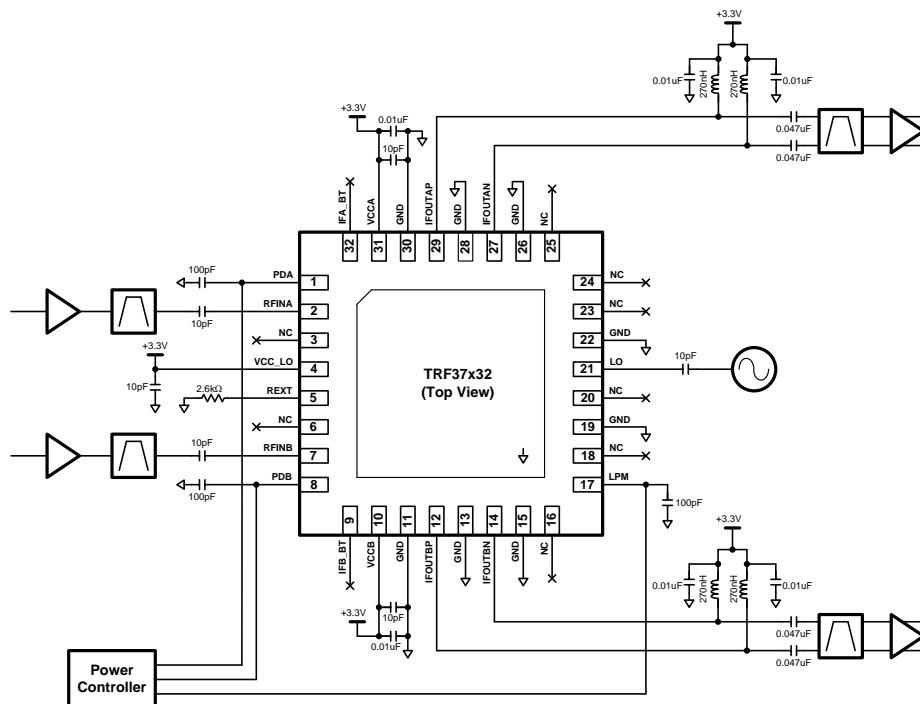 +3.3V
0.01uF
270nH
270nH
0.01uF
0.047uF
0.047uF
+3.3V
0.01uF
10pF
IFA_BT
VCCA
GND
IFOUTAP
GND
IFOUTAN
GND
NC
32
31
30
29
28
27
26
25
100pF
PDA
1
24
NC
10pF
RFINA
2
23
NC
NC
3
22
GND
+3.3V
VCC_LO
4
21
LO
10pF
10pF
2.6kΩ
REXT
5
20
NC
NC
6
19
GND
10pF
RFINB
7
18
NC
100pF
PDB
8
17
LPM
100pF
TRF37x32
(Top View)
9
10
11
12
13
14
15
16
IFB_BT
VCCB
GND
IFOUTBP
GND
IFOUTBN
GND
NC
10pF
+3.3V
0.01uF
+3.3V
0.01uF
270nH
270nH
0.01uF
0.047uF
0.047uF
Power
Controller